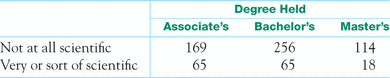 Degree Held
Associate's Bachelor's Master's
Not at all scientific 169 256 114
Very or sort of scientific 65 65 18